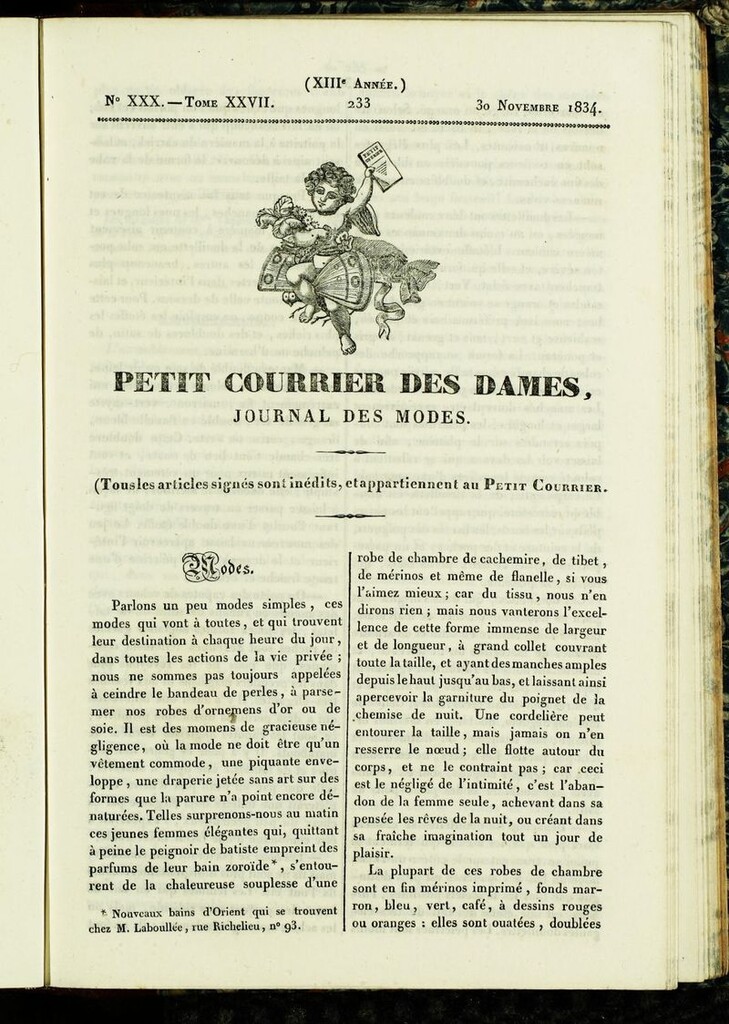 (XIIIᵉ Année.)
N° XXX. — Tome XXVII. 233 30 Novembre 1834.
PETIT COURRIER DES DAMES,
JOURNAL DES MODES.
(Tous les articles signés sont inédits, et appartiennent au Petit Courrier.
Modes.
Parlons un peu modes simples, ces
modes qui vont à toutes, et qui trouvent
leur destination à chaque heure du jour,
dans toutes les actions de la vie privée ;
nous ne sommes pas toujours appelées
à ceindre le bandeau de perles, à parse-
mer nos robes d'ornemens d'or ou de
soie. Il est des momens de gracieuse né-
gligence, où la mode ne doit être qu'un
vêtement commode, une piquante enve-
loppe, une draperie jetée sans art sur des
formes que la parure n'a point encore dé-
naturées. Telles surprenons-nous au matin
ces jeunes femmes élégantes qui, quittant
à peine le peignoir de batiste empreint des
parfums de leur bain zoroïde*, s'entou-
rent de la chaleureuse souplesse d'une
* Nouveaux bains d'Orient qui se trouvent
chez M. Laboullée, rue Richelieu, n° 93.
robe de chambre de cachemire, de tibet,
de mérinos et même de flanelle, si vous
l'aimez mieux ; car du tissu, nous n'en
dirons rien ; mais nous vanterons l'excel-
lence de cette forme immense de largeur
et de longueur, à grand collet couvrant
toute la taille, et ayant des manches amples
depuis le haut jusqu'au bas, et laissant ainsi
apercevoir la garniture du poignet de la
chemise de nuit. Une cordelière peut
entourer la taille, mais jamais on n'en
resserre le nœud ; elle flotte autour du
corps, et ne le contraint pas ; car ceci
est le négligé de l'intimité, c'est l'aban-
don de la femme seule, achevant dans sa
pensée les rêves de la nuit, ou créant dans
sa fraîche imagination tout un jour de
plaisir.
La plupart de ces robes de chambre
sont en fin mérinos imprimé, fonds mar-
ron, bleu, vert, café, à dessins rouges
ou oranges : elles sont ouatées, doublées